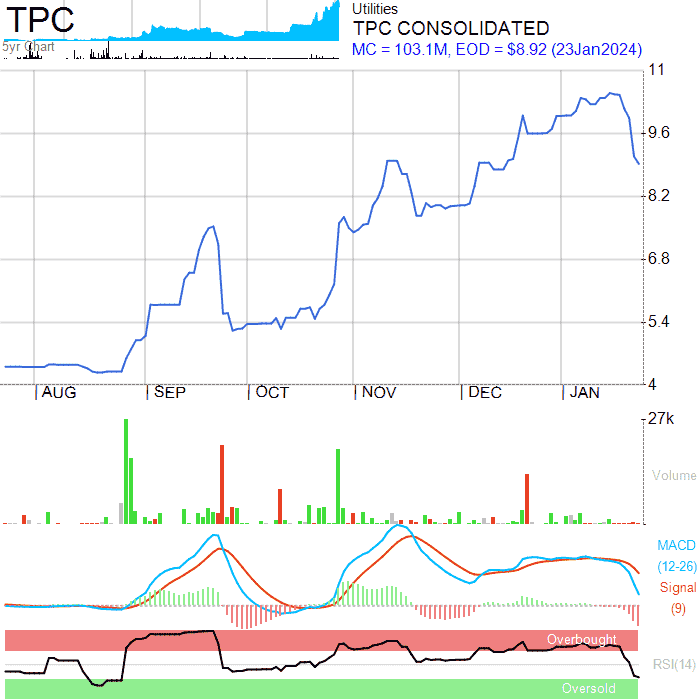 TPC
5yr Chart
Utilities
TPC CONSOLIDATED
MC = 103.1M, EOD = $8.92 (23Jan2024)
11
9.6
8.2
6.8
5.4
4
AUG
SEP
OCT
NOV
DEC
JAN
27k
Volume
MACD
(12-26)
Signal
(9)
Overbought
RSI(14)
Oversold